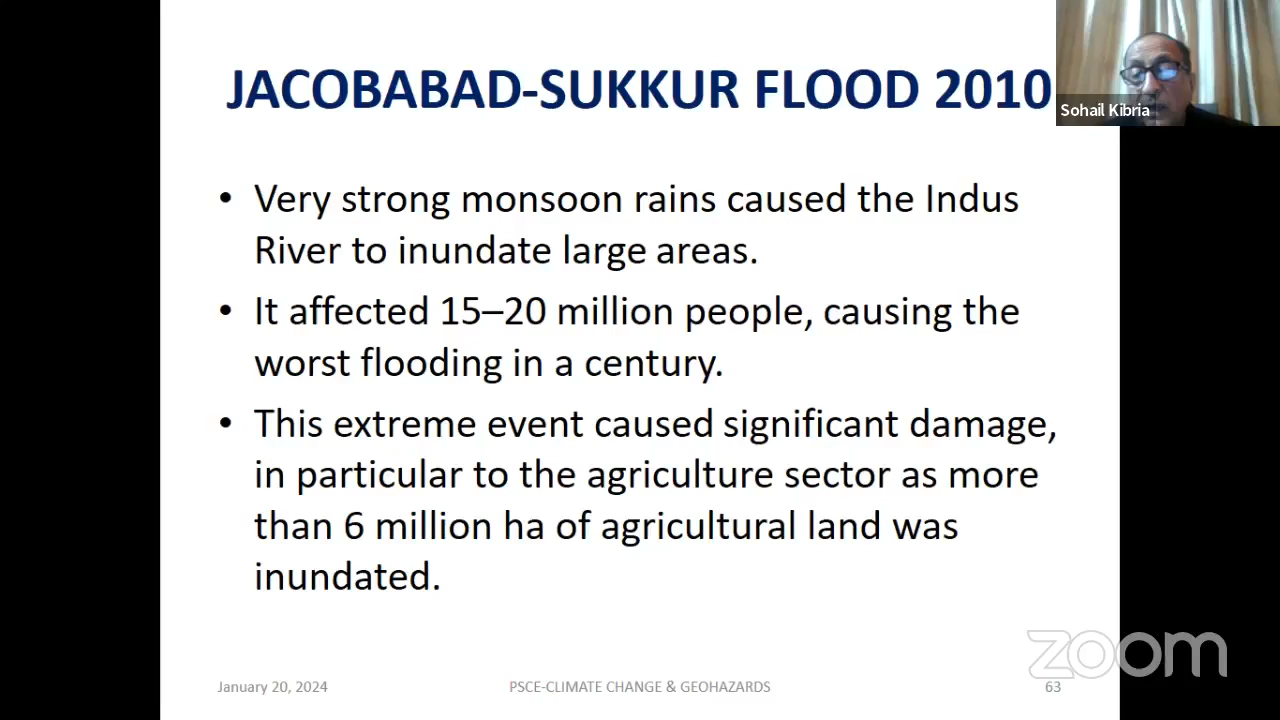 JACOBABAD-SUKKUR FLOOD 2010
Sohail Kibria
• Very strong monsoon rains caused the Indus
River to inundate large areas.
• It affected 15–20 million people, causing the
worst flooding in a century.
• This extreme event caused significant damage,
in particular to the agriculture sector as more
than 6 million ha of agricultural land was
inundated.
zoom
January 20, 2024
PSCE-CLIMATE CHANGE & GEOHAZARDS
63